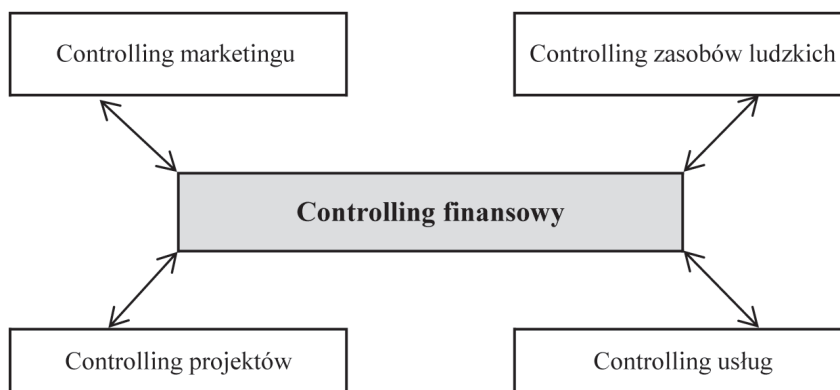 Controlling marketingu
Controlling zasobów ludzkich
Controlling finansowy
Controlling projektów
Controlling usług